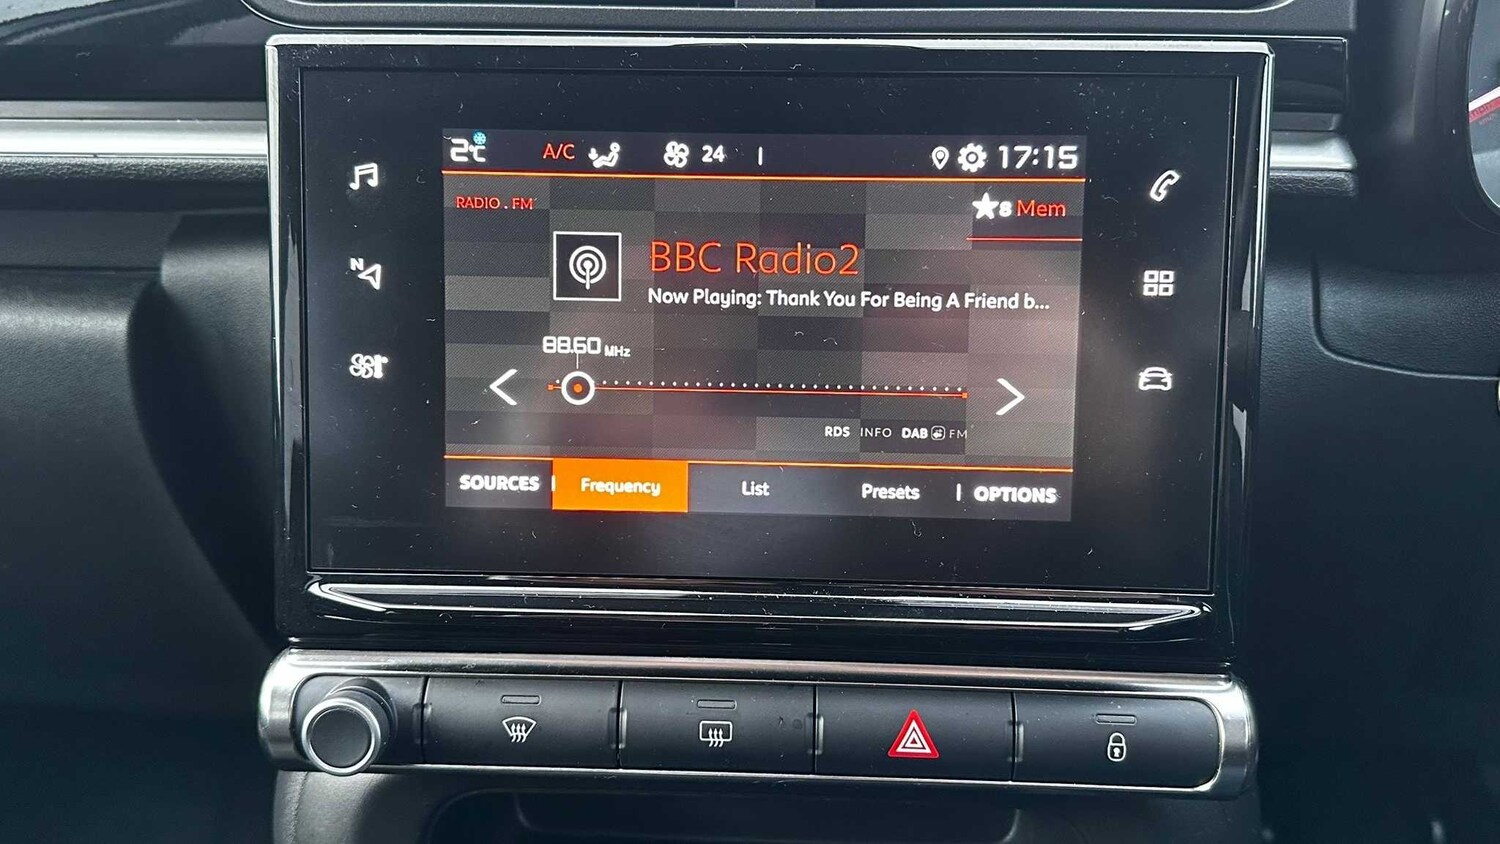 2°C A/C 24 17:15
RADIO . FM
8 Mem
BBC Radio2
Now Playing: Thank You For Being A Friend b...
88.60 MHz
RDS INFO DAB FM
SOURCES Frequency List Presets OPTIONS
N